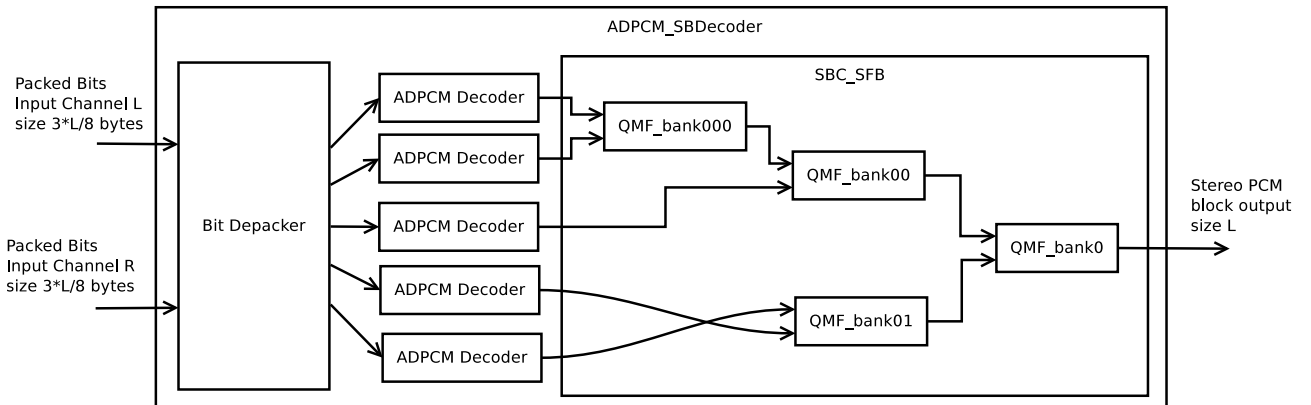 ADPCM_SBDecoder
SBC_SFB
Packed Bits
Input Channel L
size 3*L/8 bytes
Packed Bits
Input Channel R
size 3*L/8 bytes
Bit Depacker
ADPCM Decoder
ADPCM Decoder
ADPCM Decoder
ADPCM Decoder
ADPCM Decoder
QMF_bank000
QMF_bank00
QMF_bank01
QMF_bank0
Stereo PCM
block output
size L